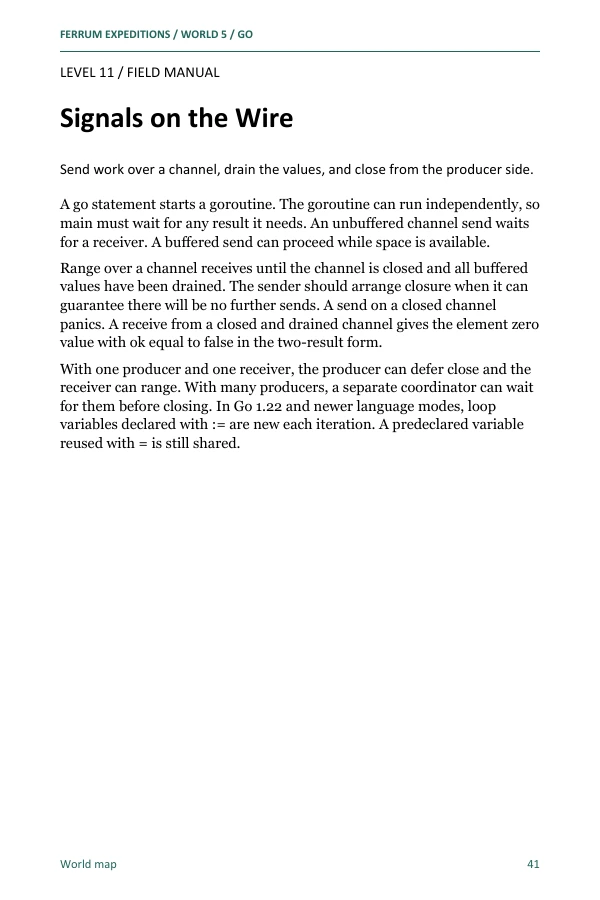 FERRUM EXPEDITIONS / WORLD 5 / GO
LEVEL 11 / FIELD MANUAL
Signals on the Wire
Send work over a channel, drain the values, and close from the producer side.
A go statement starts a goroutine. The goroutine can run independently, so
main must wait for any result it needs. An unbuffered channel send waits
for a receiver. A buffered send can proceed while space is available.
Range over a channel receives until the channel is closed and all buffered
values have been drained. The sender should arrange closure when it can
guarantee there will be no further sends. A send on a closed channel
panics. A receive from a closed and drained channel gives the element zero
value with ok equal to false in the two-result form.
With one producer and one receiver, the producer can defer close and the
receiver can range. With many producers, a separate coordinator can wait
for them before closing. In Go 1.22 and newer language modes, loop
variables declared with := are new each iteration. A predeclared variable
reused with = is still shared.
World map
41